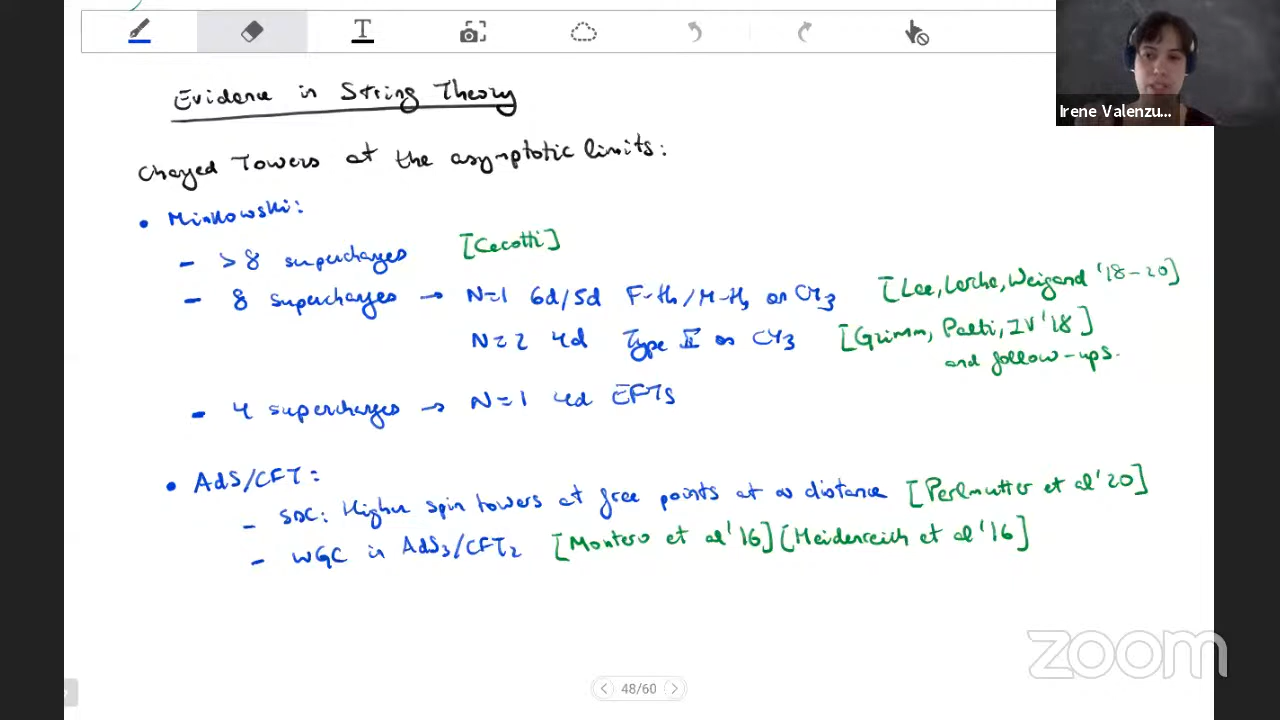 T
Irene Valenzu...
Evidence in String Theory
Charged Towers at the asymptotic limits:
• Minkowski:
- > 8 supercharges [Cecotti]
- 8 supercharges → N=1 6d/5d F-th/M-th on CY3 [Lee, Lerche, Weigand '18-20]
N=2 4d Type II on CY3 [Grimm, Palti, IV '18]
and follow-ups.
- 4 supercharges → N=1 4d EFTs
• AdS/CFT:
- SDC: Higher spin towers at free points at ∞ distance [Perlmutter et al '20]
- WGC in AdS3/CFT2 [Montero et al '16] [Heidenreich et al '16]
zoom
48/60